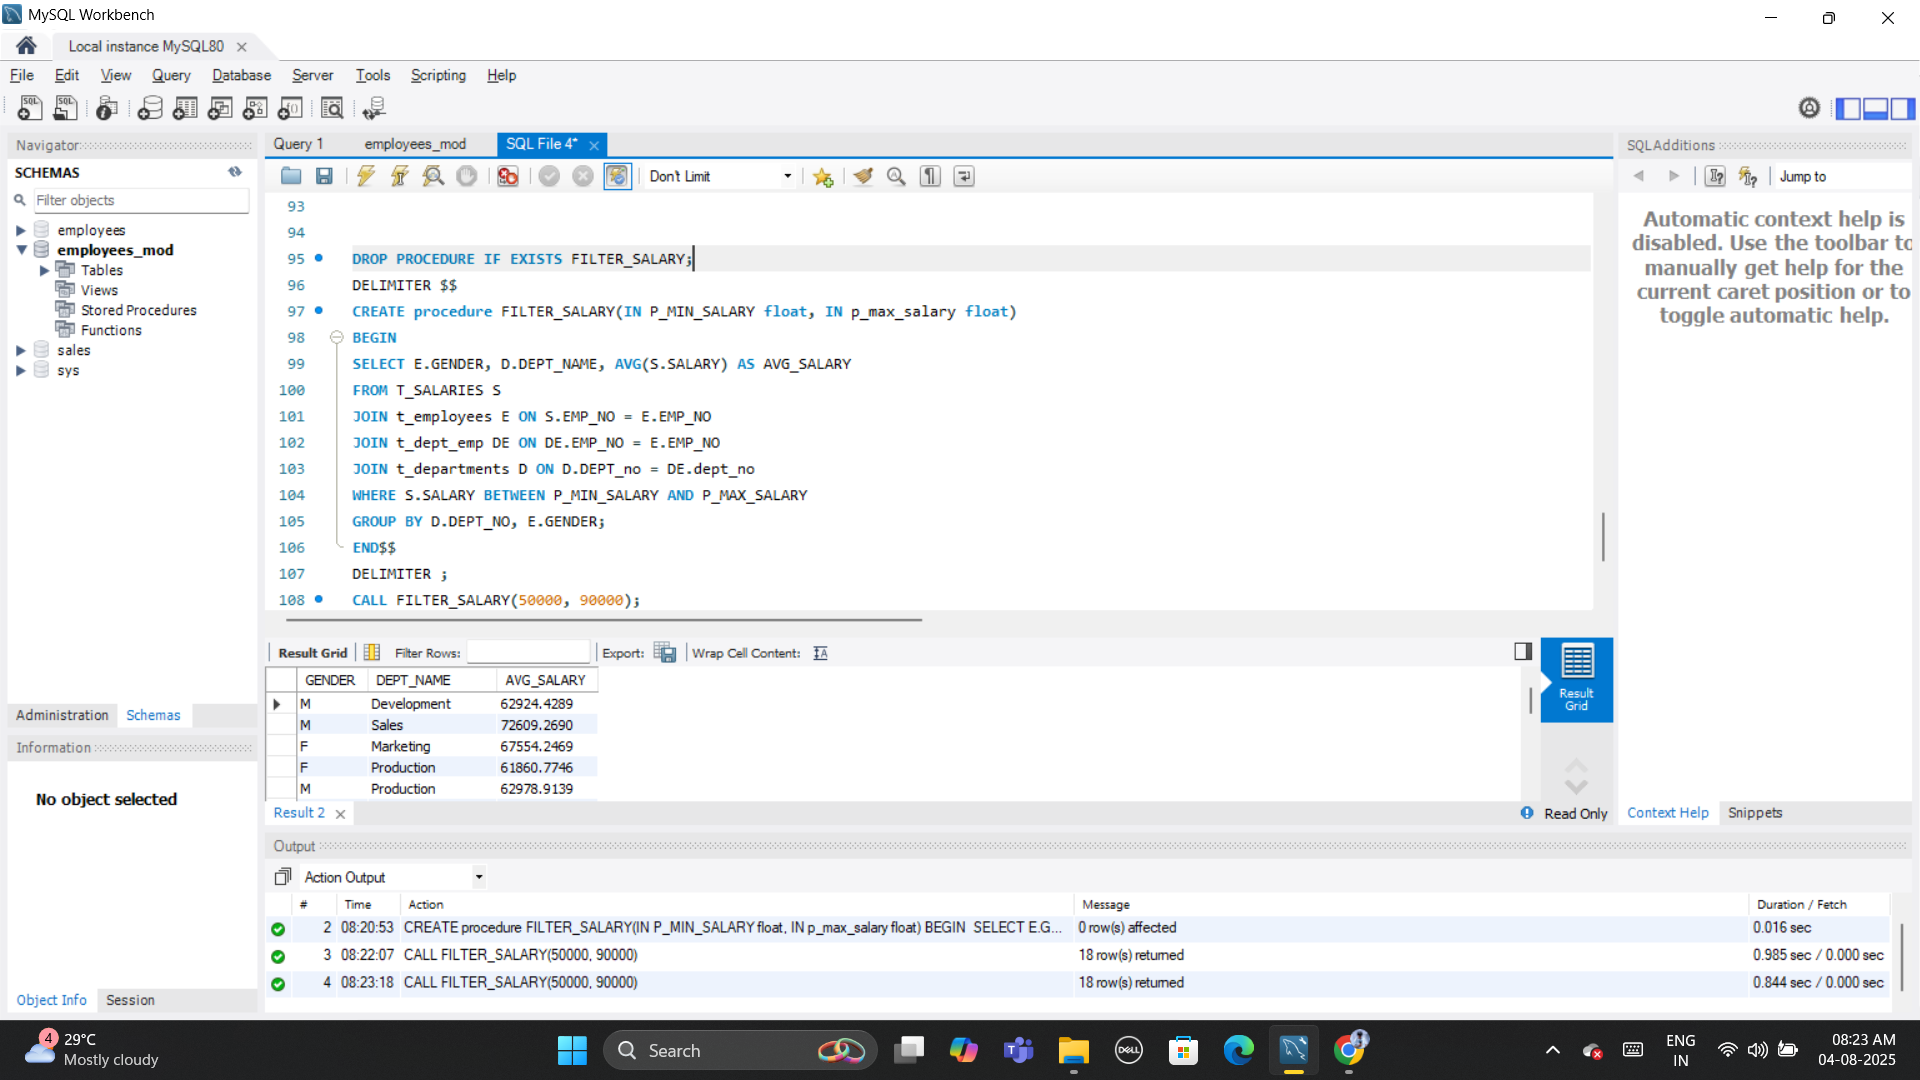 MySQL Workbench
Local instance MySQL80
File Edit View Query Database Server Tools Scripting Help
Navigator
SCHEMAS
Filter objects
employees
employees_mod
Tables
Views
Stored Procedures
Functions
sales
sys
Administration Schemas
Information
No object selected
Object Info Session
Query 1 employees_mod SQL File 4*
Don't Limit
93
94
95 DROP PROCEDURE IF EXISTS FILTER_SALARY;
96 DELIMITER $$
97 CREATE procedure FILTER_SALARY(IN P_MIN_SALARY float, IN p_max_salary float)
98 BEGIN
99 SELECT E.GENDER, D.DEPT_NAME, AVG(S.SALARY) AS AVG_SALARY
100 FROM T_SALARIES S
101 JOIN t_employees E ON S.EMP_NO = E.EMP_NO
102 JOIN t_dept_emp DE ON DE.EMP_NO = E.EMP_NO
103 JOIN t_departments D ON D.DEPT_no = DE.dept_no
104 WHERE S.SALARY BETWEEN P_MIN_SALARY AND P_MAX_SALARY
105 GROUP BY D.DEPT_NO, E.GENDER;
106 END$$
107 DELIMITER ;
108 CALL FILTER_SALARY(50000, 90000);
Result Grid Filter Rows: Export: Wrap Cell Content:
GENDER DEPT_NAME AVG_SALARY
M Development 62924.4289
M Sales 72609.2690
F Marketing 67554.2469
F Production 61860.7746
M Production 62978.9139
Result Grid
Result 2
Read Only
SQLAdditions
Jump to
Automatic context help is
disabled. Use the toolbar to
manually get help for the
current caret position or to
toggle automatic help.
Context Help Snippets
Output
Action Output
# Time Action Message Duration / Fetch
2 08:20:53 CREATE procedure FILTER_SALARY(IN P_MIN_SALARY float, IN p_max_salary float) BEGIN SELECT E.G... 0 row(s) affected 0.016 sec
3 08:22:07 CALL FILTER_SALARY(50000, 90000) 18 row(s) returned 0.985 sec / 0.000 sec
4 08:23:18 CALL FILTER_SALARY(50000, 90000) 18 row(s) returned 0.844 sec / 0.000 sec
4
29°C
Mostly cloudy
Search
DELL
ENG
IN
08:23 AM
04-08-2025